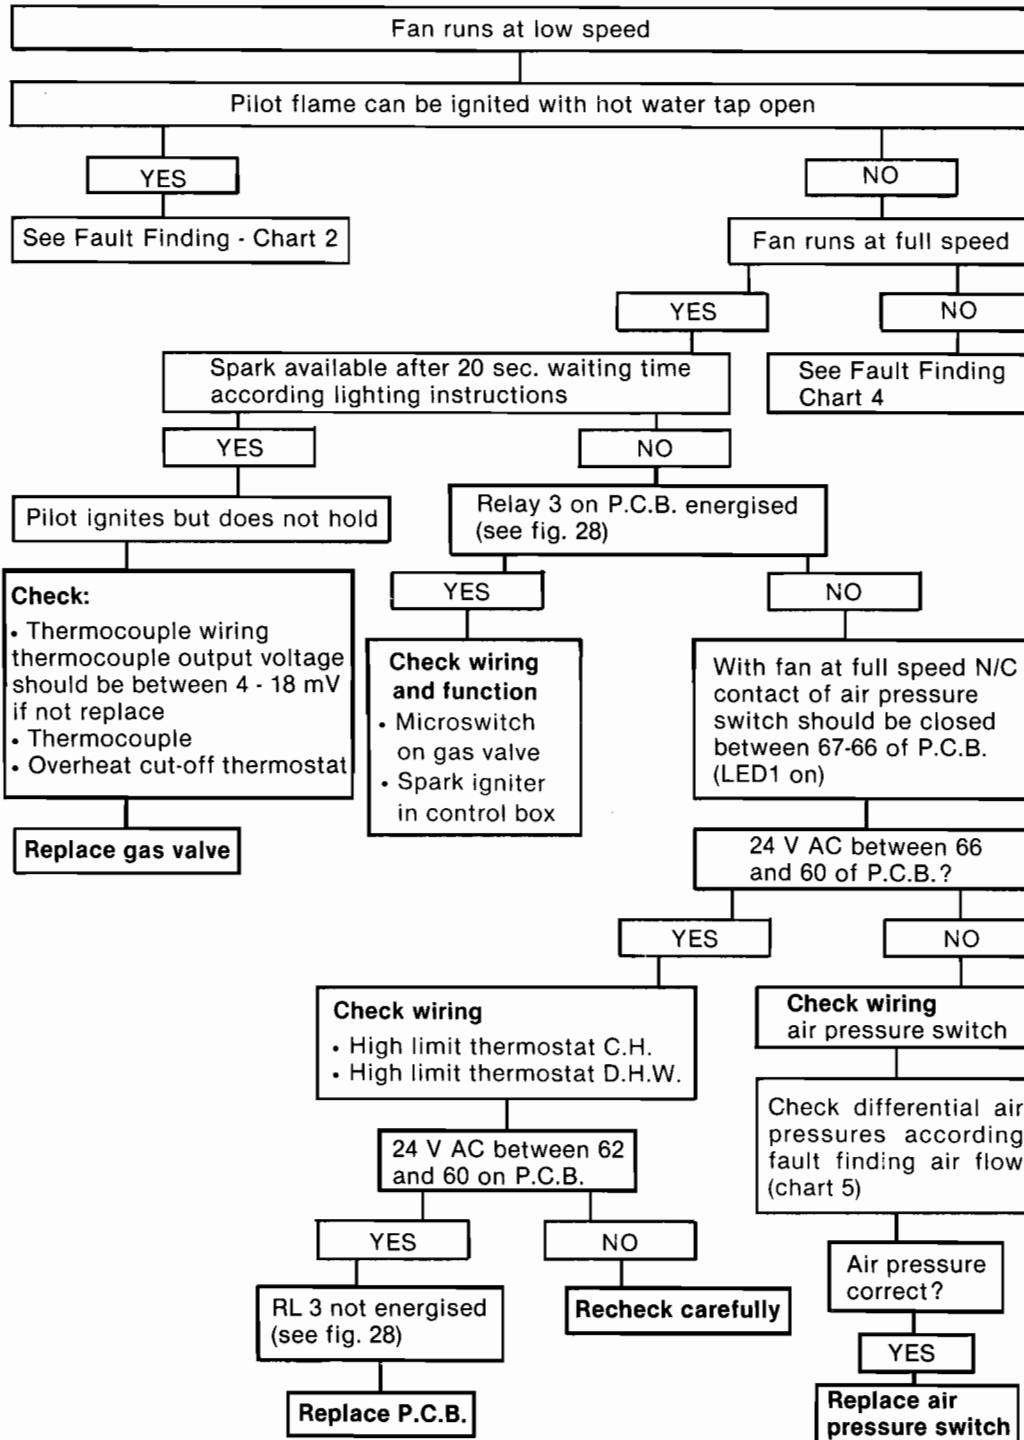 Fan runs at low speed
Pilot flame can be ignited with hot water tap open
YES
NO
See Fault Finding - Chart 2
Fan runs at full speed
YES
NO
Spark available after 20 sec. waiting time
according lighting instructions
See Fault Finding
Chart 4
YES
NO
Pilot ignites but does not hold
Relay 3 on P.C.B. energised
(see fig. 28)
YES
NO
Check:
• Thermocouple wiring
thermocouple output voltage
should be between 4 - 18 mV
if not replace
• Thermocouple
• Overheat cut-off thermostat
Check wiring
and function
• Microswitch
on gas valve
• Spark igniter
in control box
With fan at full speed N/C
contact of air pressure
switch should be closed
between 67-66 of P.C.B.
(LED1 on)
Replace gas valve
24 V AC between 66
and 60 of P.C.B.?
YES
NO
Check wiring
• High limit thermostat C.H.
• High limit thermostat D.H.W.
Check wiring
air pressure switch
Check differential air
pressures according
fault finding air flow
(chart 5)
24 V AC between 62
and 60 on P.C.B.
YES
NO
Air pressure
correct?
RL 3 not energised
(see fig. 28)
Recheck carefully
YES
Replace P.C.B.
Replace air
pressure switch